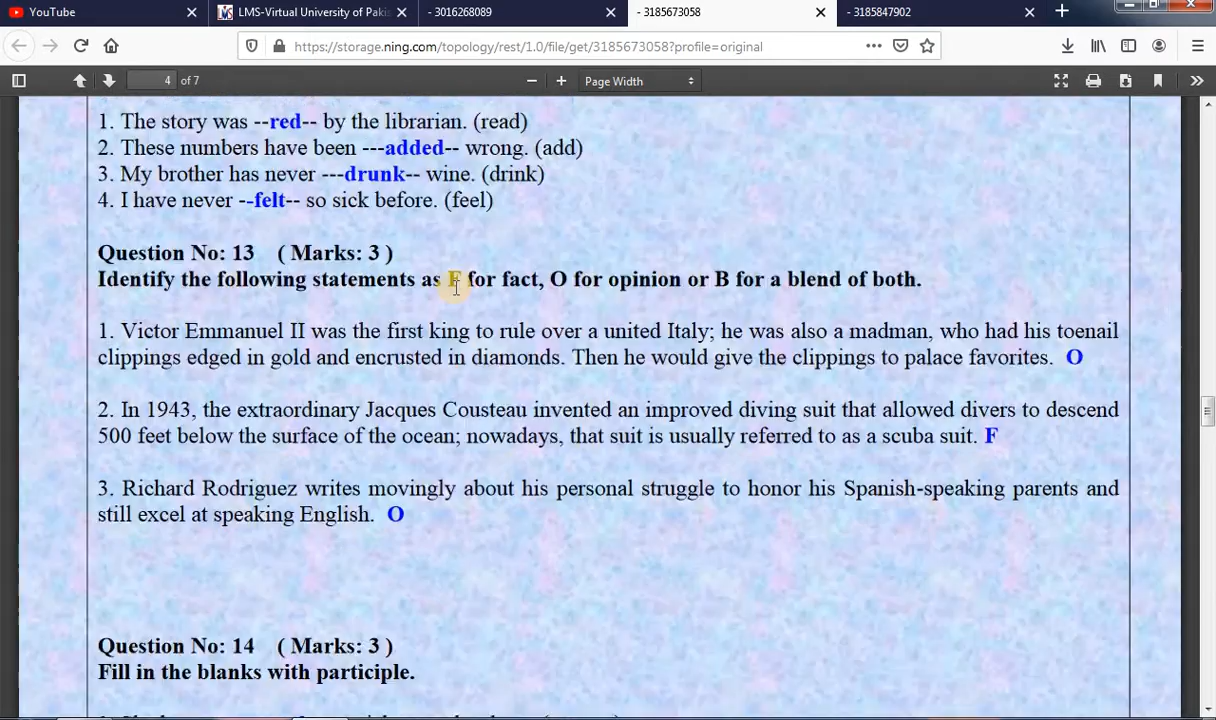 YouTube
LMS-Virtual University of Pakis
- 3016268089
- 3185673058
- 3185847902
https://storage.ning.com/topology/rest/1.0/file/get/3185673058?profile=original
4 of 7
Page Width
1. The story was --red-- by the librarian. (read)
2. These numbers have been ---added-- wrong. (add)
3. My brother has never ---drunk-- wine. (drink)
4. I have never --felt-- so sick before. (feel)
Question No: 13 ( Marks: 3 )
Identify the following statements as F for fact, O for opinion or B for a blend of both.
1. Victor Emmanuel II was the first king to rule over a united Italy; he was also a madman, who had his toenail
clippings edged in gold and encrusted in diamonds. Then he would give the clippings to palace favorites. O
2. In 1943, the extraordinary Jacques Cousteau invented an improved diving suit that allowed divers to descend
500 feet below the surface of the ocean; nowadays, that suit is usually referred to as a scuba suit. F
3. Richard Rodriguez writes movingly about his personal struggle to honor his Spanish-speaking parents and
still excel at speaking English. O
Question No: 14 ( Marks: 3 )
Fill in the blanks with participle.